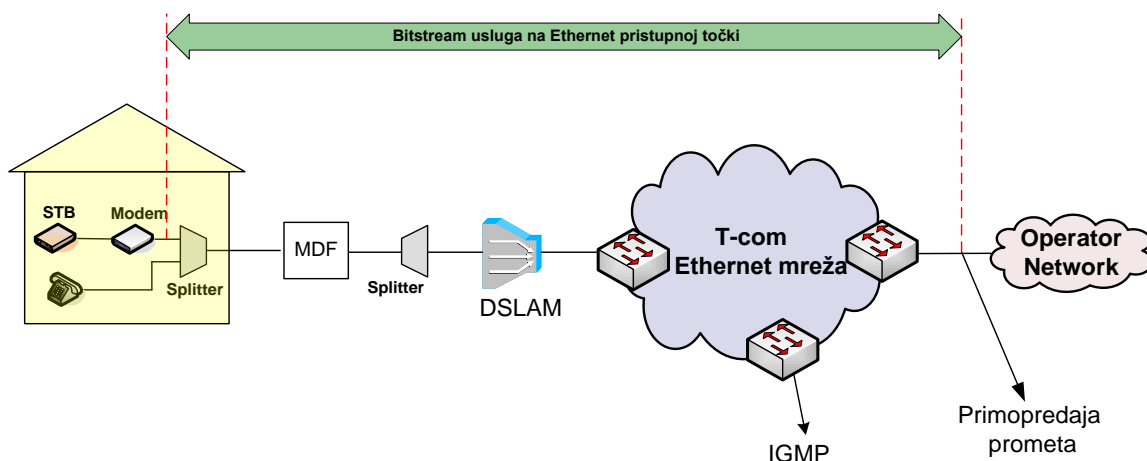 Bitstream usluga na Ethernet pristupnoj točki
STB
Modem
Splitter
MDF
Splitter
DSLAM
T-com
Ethernet mreža
Operator
Network
IGMP
Primopredaja
prometa